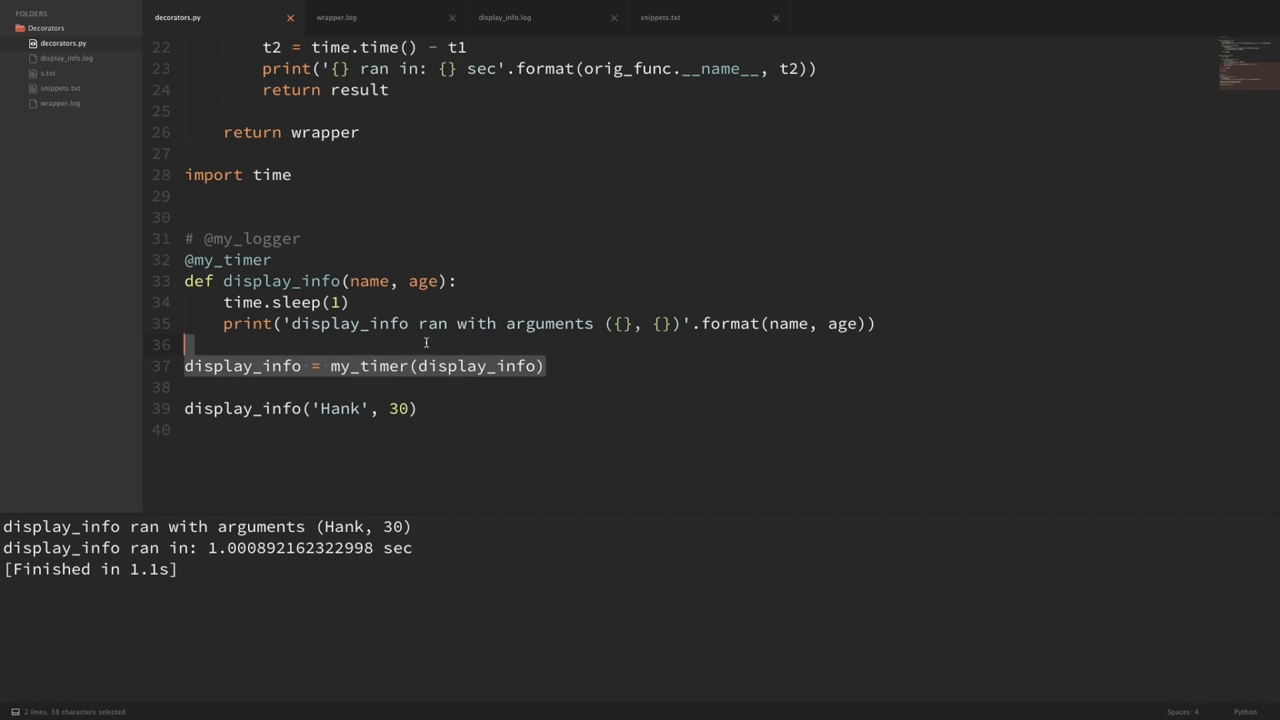 FOLDERS
Decorators
decorators.py
display_info.log
s.txt
snippets.txt
wrapper.log
decorators.py × wrapper.log × display_info.log × snippets.txt ×
22 t2 = time.time() - t1
23 print('{} ran in: {} sec'.format(orig_func.__name__, t2))
24 return result
25
26 return wrapper
27
28 import time
29
30
31 # @my_logger
32 @my_timer
33 def display_info(name, age):
34 time.sleep(1)
35 print('display_info ran with arguments ({}, {})'.format(name, age))
36
37 display_info = my_timer(display_info)
38
39 display_info('Hank', 30)
40
display_info ran with arguments (Hank, 30)
display_info ran in: 1.000892162322998 sec
[Finished in 1.1s]
2 lines, 38 characters selected Spaces: 4 Python